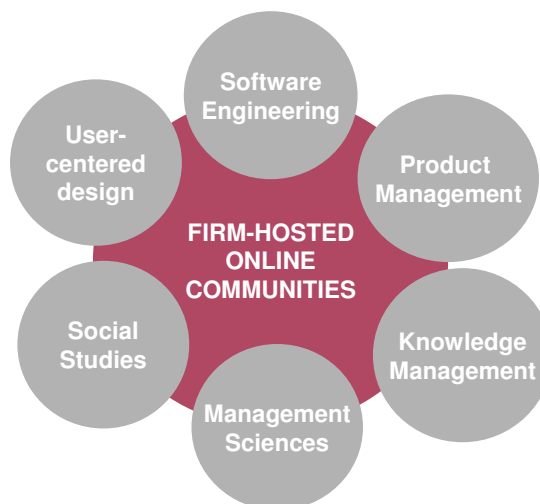 Software
Engineering
User-
centered
design
Product
Management
FIRM-HOSTED
ONLINE
COMMUNITIES
Social
Studies
Knowledge
Management
Management
Sciences